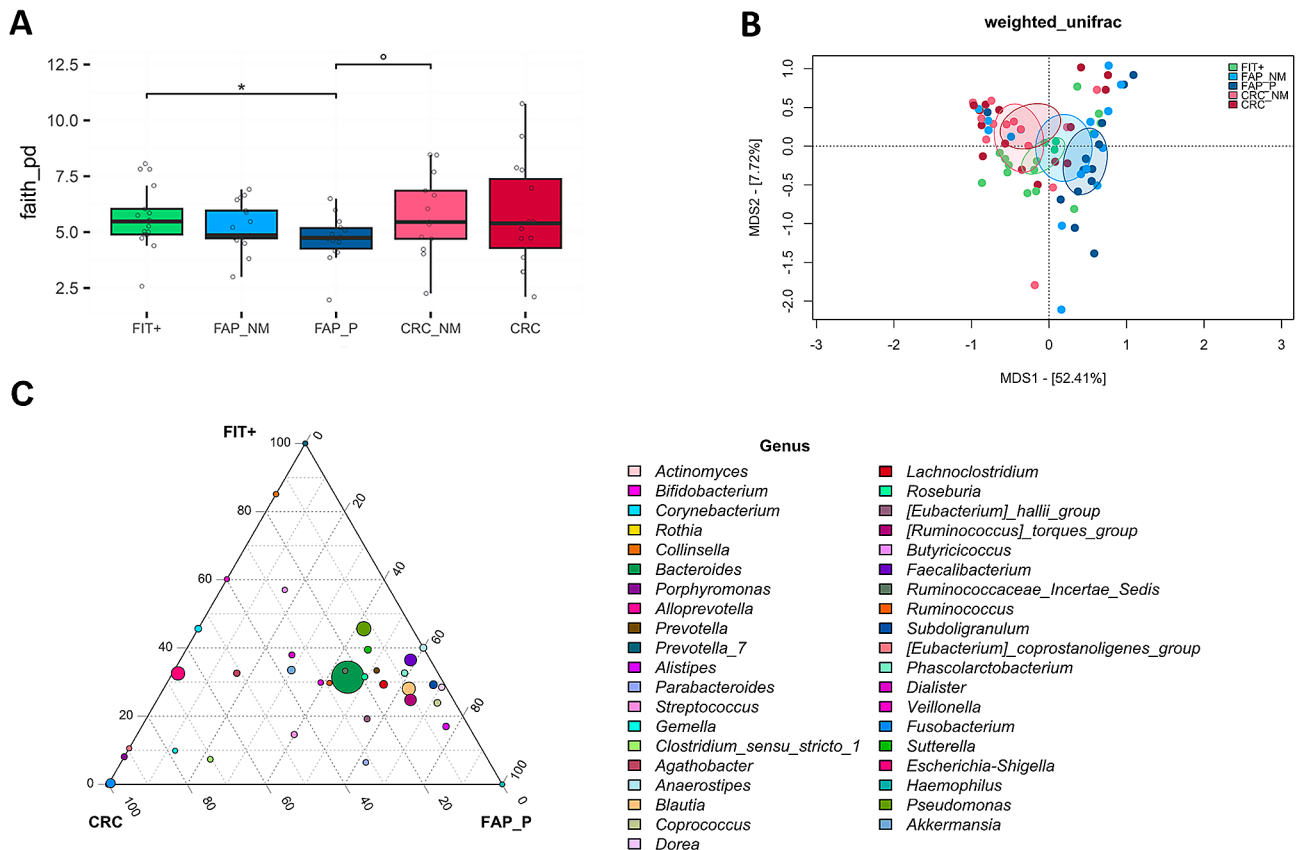 A
faith_pd
12.5
10.0
7.5
5.0
2.5
*
°
FIT+
FAP_NM
FAP_P
CRC_NM
CRC
B
weighted_unifrac
MDS2 - [7.72%]
1.0
0.5
0.0
-0.5
-1.0
-1.5
-2.0
FIT+
FAP_NM
FAP_P
CRC_NM
CRC
-3
-2
-1
0
1
2
3
MDS1 - [52.41%]
C
FIT+
100
80
60
40
20
0
0
20
40
60
80
100
100
80
60
40
20
0
CRC
FAP_P
Genus
Actinomyces
Bifidobacterium
Corynebacterium
Rothia
Collinsella
Bacteroides
Porphyromonas
Alloprevotella
Prevotella
Prevotella_7
Alistipes
Parabacteroides
Streptococcus
Gemella
Clostridium_sensu_stricto_1
Agathobacter
Anaerostipes
Blautia
Coprococcus
Dorea
Lachnoclostridium
Roseburia
[Eubacterium]_hallii_group
[Ruminococcus]_torques_group
Butyricicoccus
Faecalibacterium
Ruminococcaceae_Incertae_Sedis
Ruminococcus
Subdoligranulum
[Eubacterium]_coprostanoligenes_group
Phascolarctobacterium
Dialister
Veillonella
Fusobacterium
Sutterella
Escherichia-Shigella
Haemophilus
Pseudomonas
Akkermansia